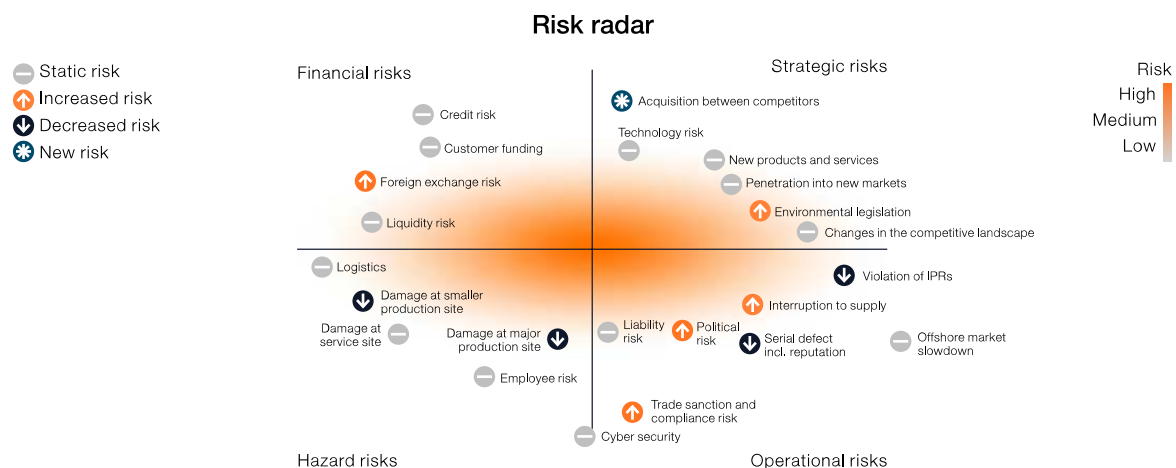 Risk radar
Static risk
Increased risk
Decreased risk
New risk
Financial risks
Strategic risks
Risk
High
Medium
Low
Credit risk
Customer funding
Foreign exchange risk
Liquidity risk
Acquisition between competitors
Technology risk
New products and services
Penetration into new markets
Environmental legislation
Changes in the competitive landscape
Logistics
Damage at smaller
production site
Damage at
service site
Damage at major
production site
Employee risk
Violation of IPRs
Interruption to supply
Liability
risk
Political
risk
Serial defect
incl. reputation
Offshore market
slowdown
Trade sanction and
compliance risk
Cyber security
Hazard risks
Operational risks